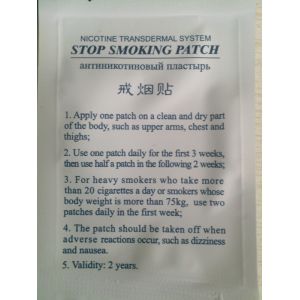 NICOTINE TRANSDERMAL SYSTEM
STOP SMOKING PATCH
антиникотиновый пластырь
戒烟贴
1. Apply one patch on a clean and dry part
of the body, such as upper arms, chest and
thighs;
2. Use one patch daily for the first 3 weeks,
then use half a patch in the following 2 weeks;
3. For heavy smokers who take more
than 20 cigarettes a day or smokers whose
body weight is more than 75kg, use two
patches daily in the first week;
4. The patch should be taken off when
adverse reactions occur, such as dizziness
and nausea.
5. Validity: 2 years.